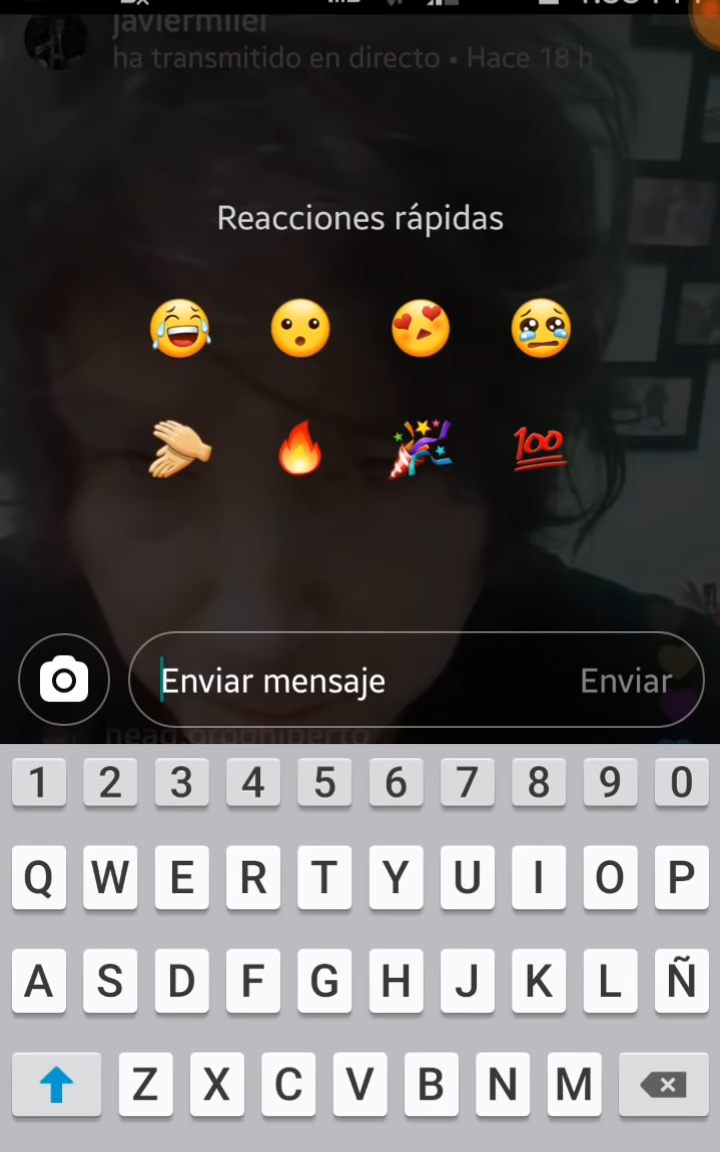 javiermilei
ha transmitido en directo • Hace 18 h
Reacciones rápidas
Enviar mensaje
Enviar
1 2 3 4 5 6 7 8 9 0
Q W E R T Y U I O P
A S D F G H J K L Ñ
Z X C V B N M